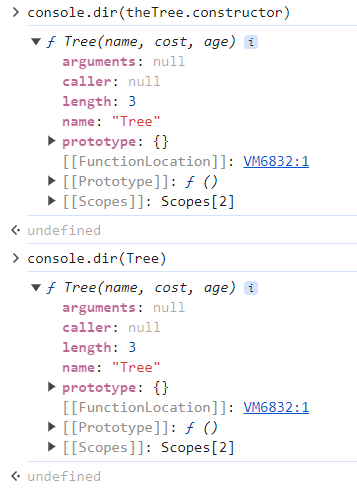 > console.dir(theTree.constructor)
▼ ƒ Tree(name, cost, age) i
arguments: null
caller: null
length: 3
name: "Tree"
▶ prototype: {}
[[FunctionLocation]]: VM6832:1
▶ [[Prototype]]: ƒ ()
▶ [[Scopes]]: Scopes[2]
undefined
> console.dir(Tree)
▼ ƒ Tree(name, cost, age) i
arguments: null
caller: null
length: 3
name: "Tree"
▶ prototype: {}
[[FunctionLocation]]: VM6832:1
▶ [[Prototype]]: ƒ ()
▶ [[Scopes]]: Scopes[2]
undefined